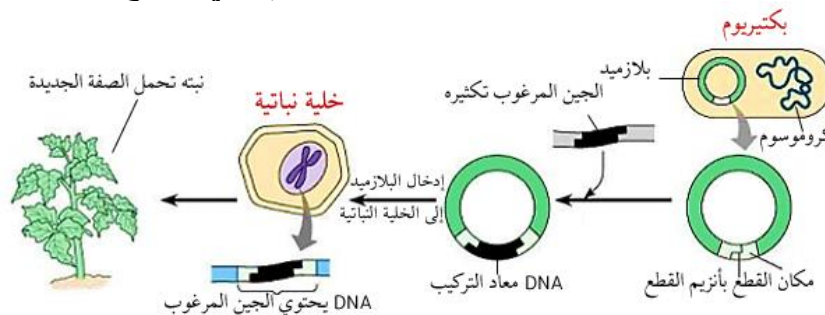 بكتيريوم
بلازميد
كروموسوم
مكان القطع بأنزيم القطع
الجين المرغوب تكثيره
DNA معاد التركيب
إدخال البلازميد
إلى الخلية النباتية
خلية نباتية
DNA يحتوي الجين المرغوب
نبته تحمل الصفة الجديدة